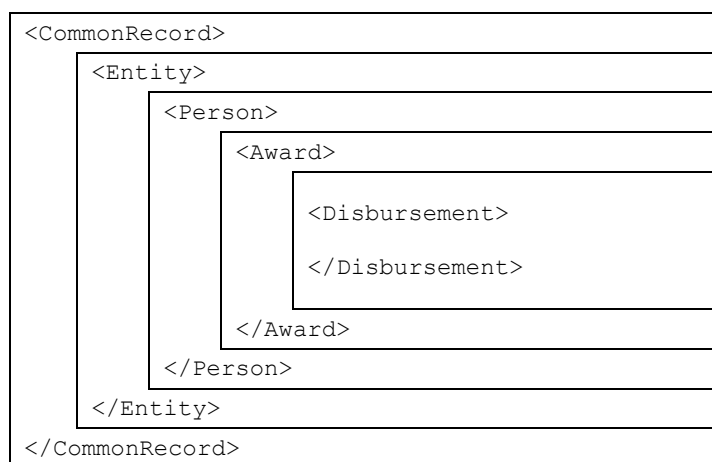 <CommonRecord>
<Entity>
<Person>
<Award>
<Disbursement>
</Disbursement>
</Award>
</Person>
</Entity>
</CommonRecord>